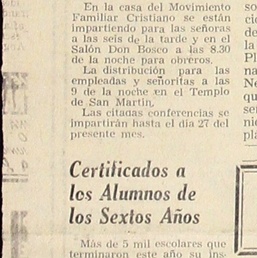 En la casa del Movimiento
Familiar Cristiano se están
impartiendo para las señoras
a las seis de la tarde y en el
Salón Don Bosco a las 8.30
de la noche para obreros.
La distribución para las
empleadas y señoritas a las
9 de la noche en el Templo
de San Martín.
Las citadas conferencias se
impartirán hasta el día 27 del
presente mes.
Certificados a
los Alumnos de
los Sextos Años
Más de 5 mil escolares que
terminaron este año su ins-